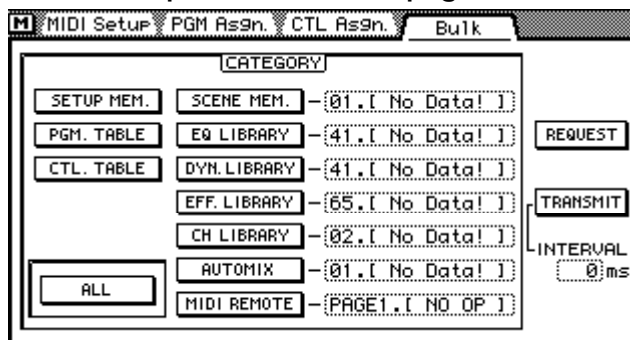 M MIDI Setup PGM Asgn. CTL Asgn. Bulk
CATEGORY
SETUP MEM. SCENE MEM. 01.[ No Data! ]
PGM. TABLE EQ LIBRARY 41.[ No Data! ] REQUEST
CTL. TABLE DYN. LIBRARY 41.[ No Data! ]
EFF. LIBRARY 65.[ No Data! ] TRANSMIT
CH LIBRARY 02.[ No Data! ]
INTERVAL
AUTOMIX 01.[ No Data! ] 0 ms
ALL
MIDI REMOTE PAGE1.[ NO OP ]